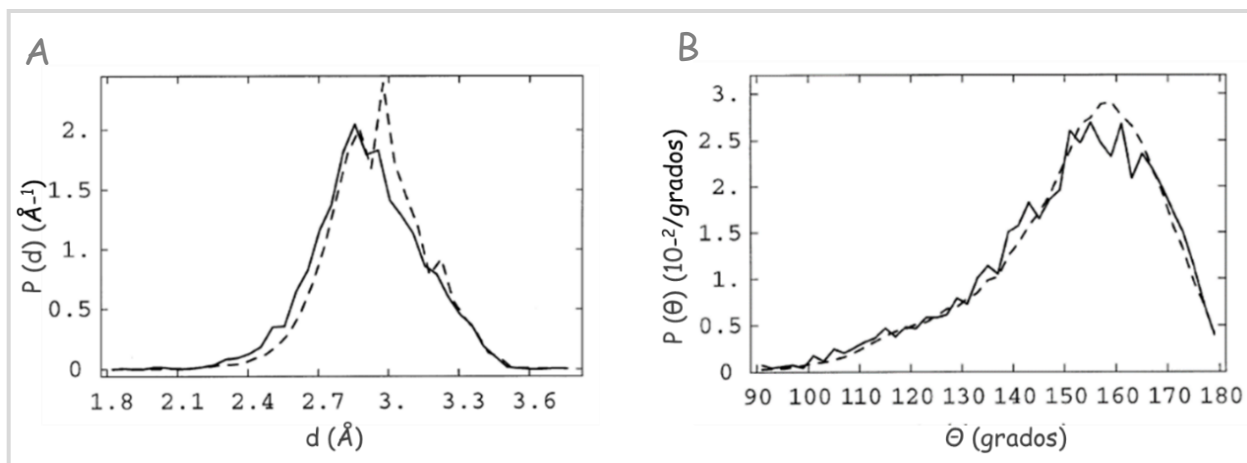 A
P (d) (Å-1)
2.
1.5
1.
0.5
0
1.8 2.1 2.4 2.7 3. 3.3 3.6
d (Å)
B
P (θ) (10-2/grados)
3.
2.5
2.
1.5
1.
0.5
0
90 100 110 120 130 140 150 160 170 180
Θ (grados)